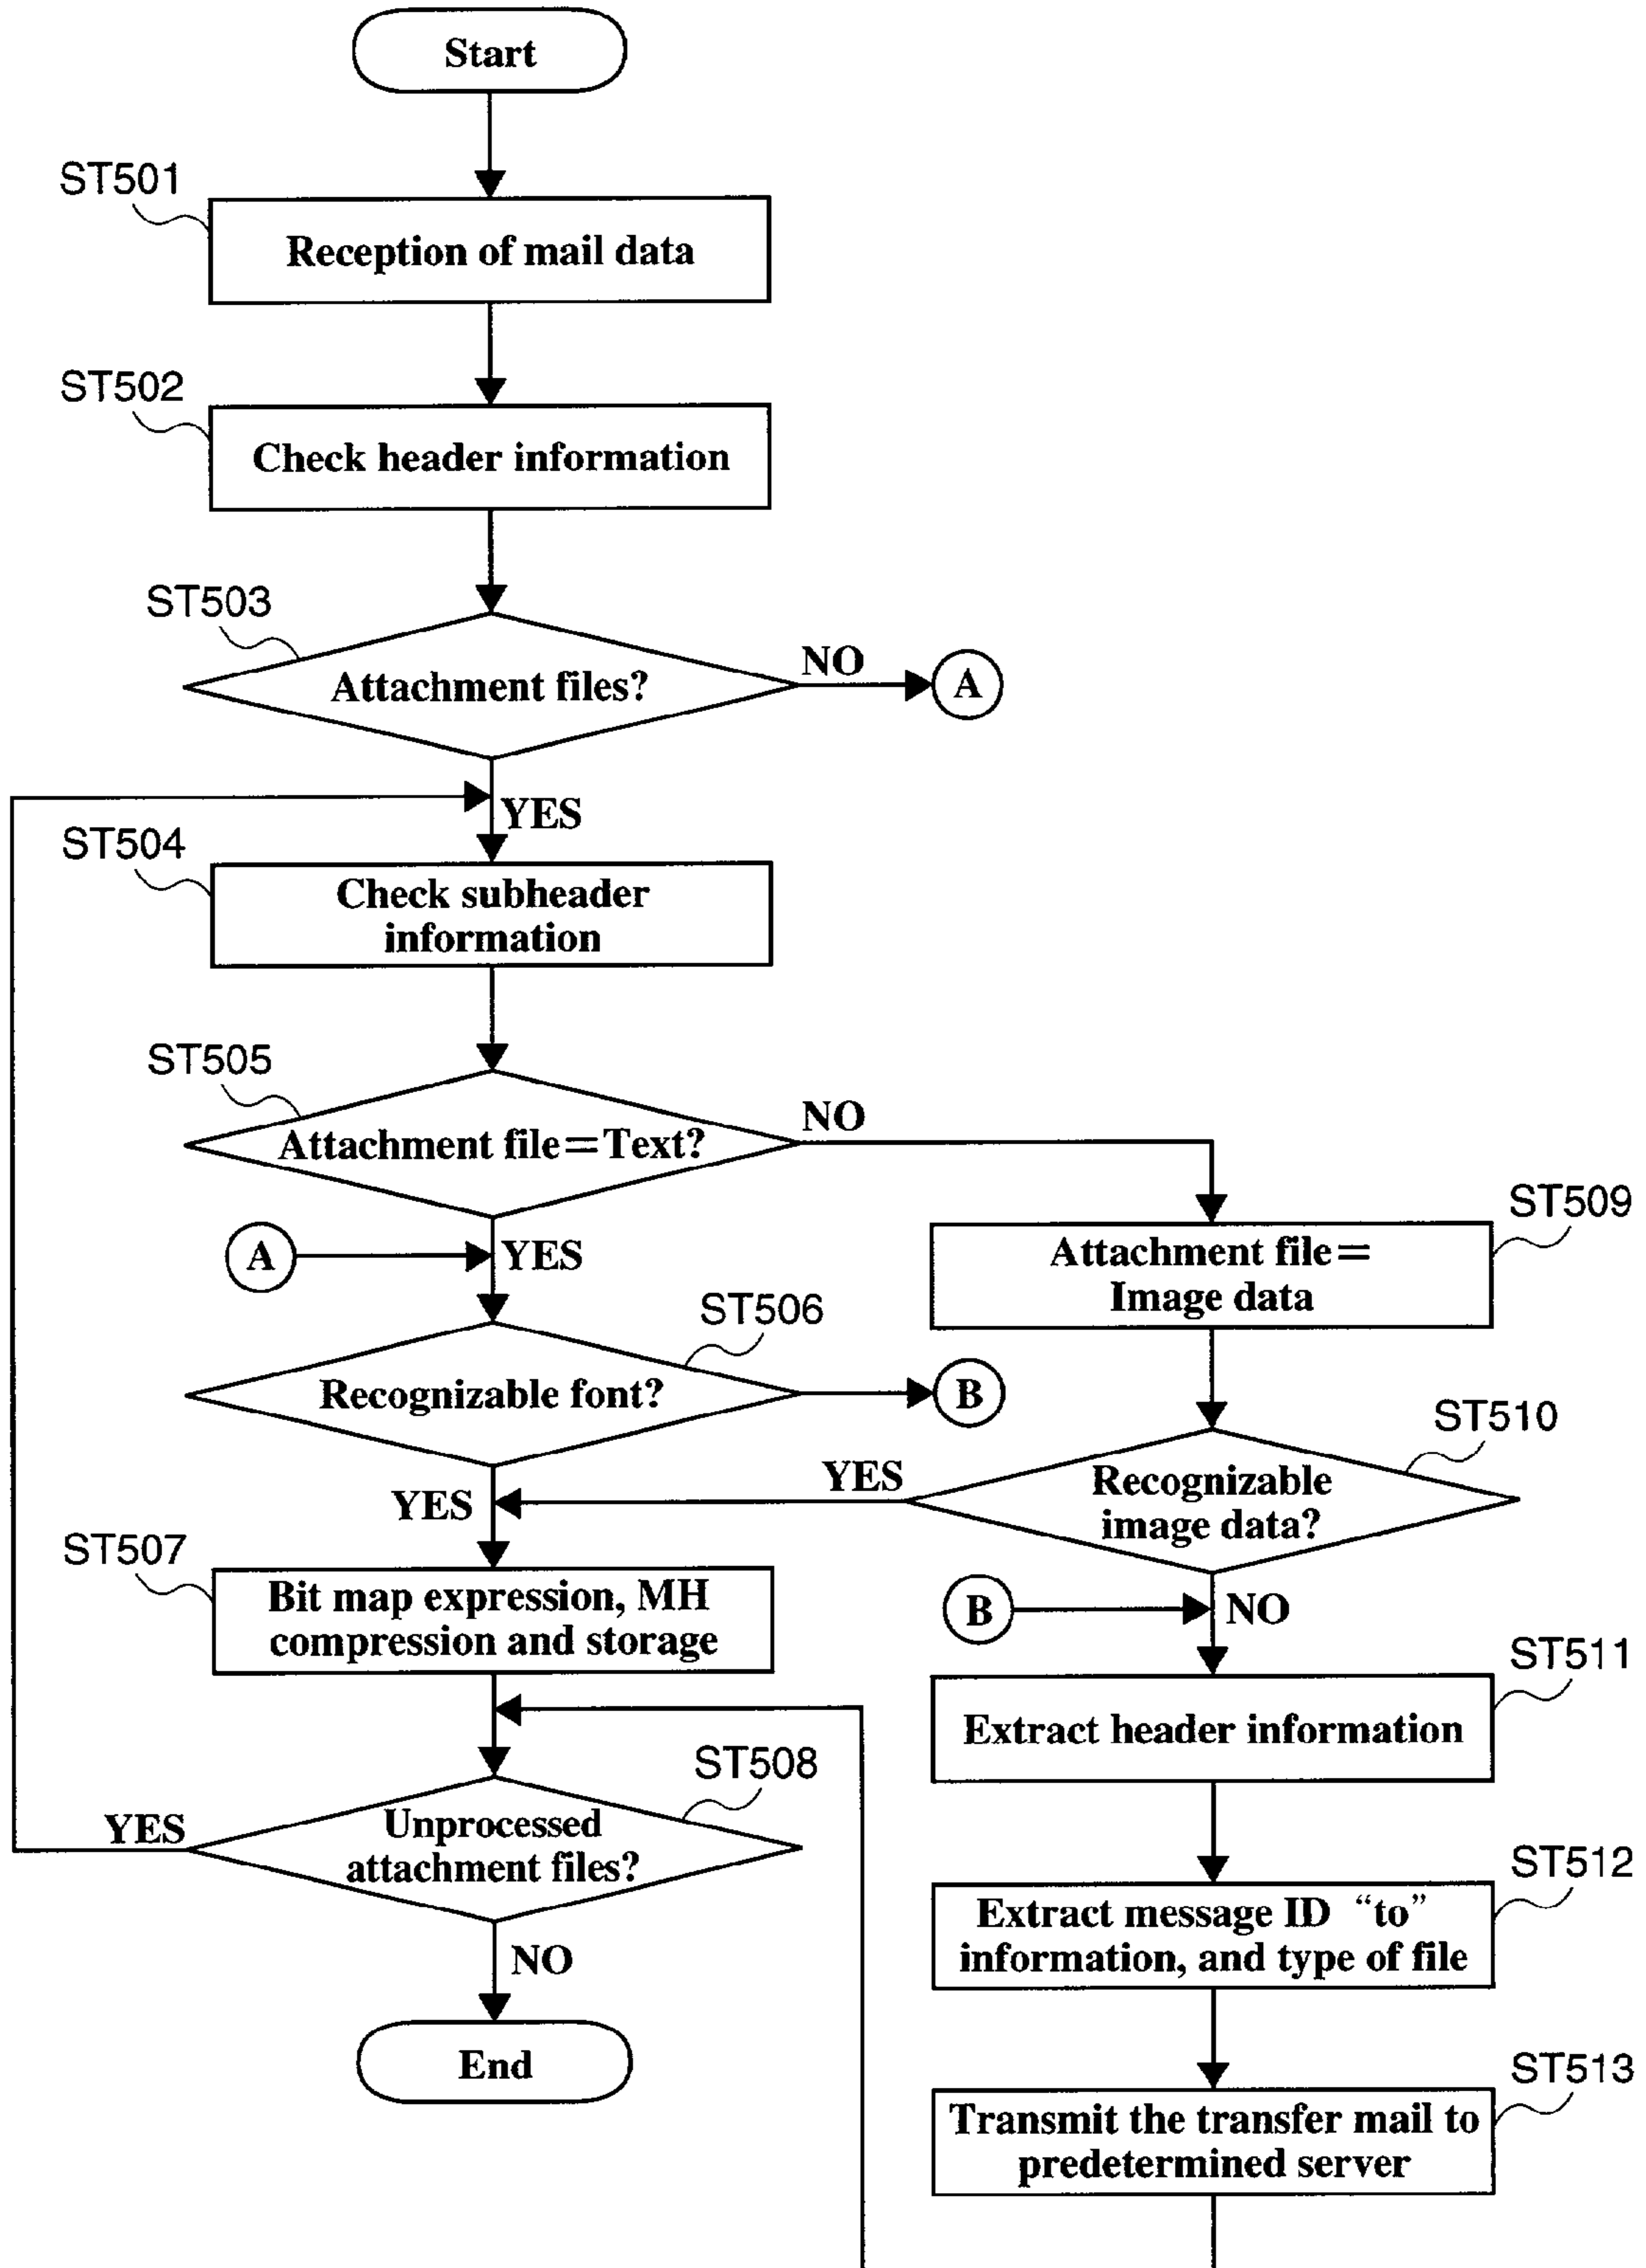 Start
ST501
Reception of mail data
ST502
Check header information
ST503
Attachment files?
NO
A
YES
ST504
Check subheader
information
ST505
Attachment file=Text?
NO
A
YES
ST509
Attachment file=
Image data
ST506
Recognizable font?
B
ST510
Recognizable
image data?
YES
YES
ST507
Bit map expression, MH
compression and storage
B
NO
ST511
Extract header information
ST508
Unprocessed
attachment files?
YES
NO
ST512
Extract message ID “to”
information, and type of file
End
ST513
Transmit the transfer mail to
predetermined server